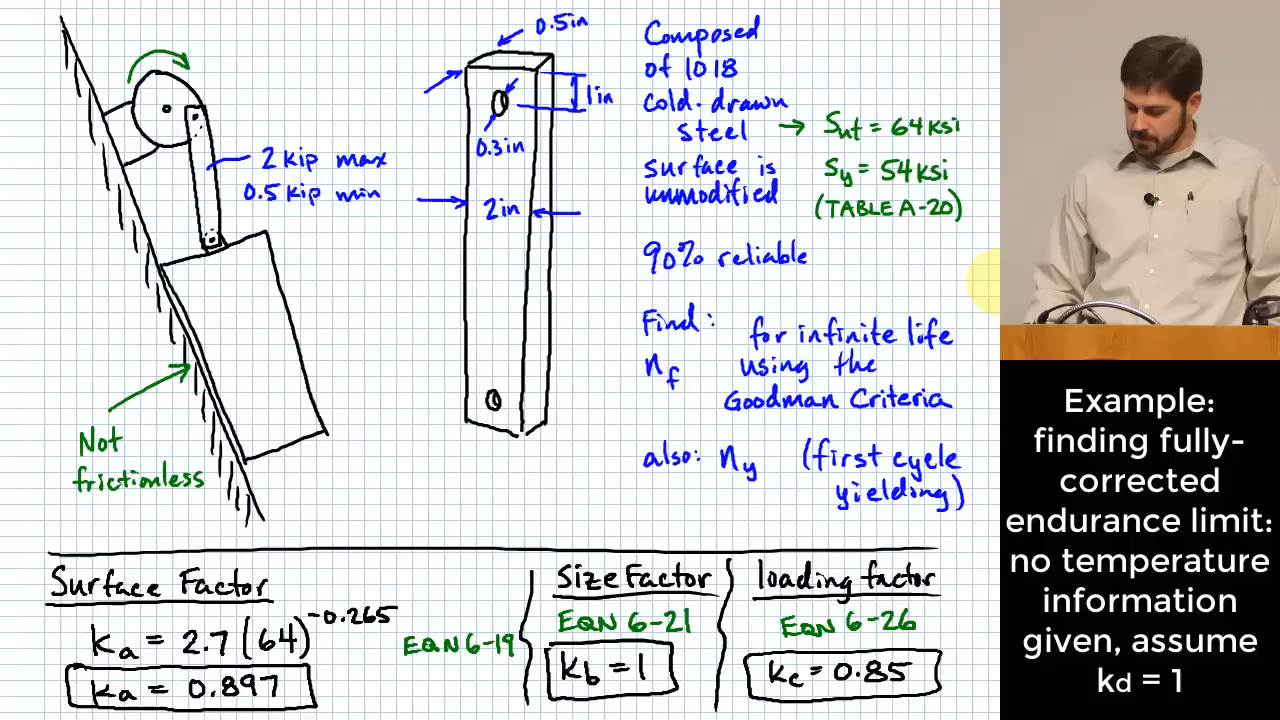 0.5in
1in
0.3in
2in
2 kip max
0.5 kip min
Not
frictionless
Composed
of 1018
cold-drawn
steel → Sut = 64 ksi
surface is
unmodified
Sy = 54 ksi
(TABLE A-20)
90% reliable
Find: for infinite life
nf using the
Goodman Criteria
also: ny (first cycle
yielding)
Surface Factor
ka = 2.7 (64)^-0.265
EQN 6-19
ka = 0.897
Size Factor
EQN 6-21
kb = 1
loading factor
EQN 6-26
kc = 0.85
Example:
finding fully-
corrected
endurance limit:
no temperature
information
given, assume
kd = 1